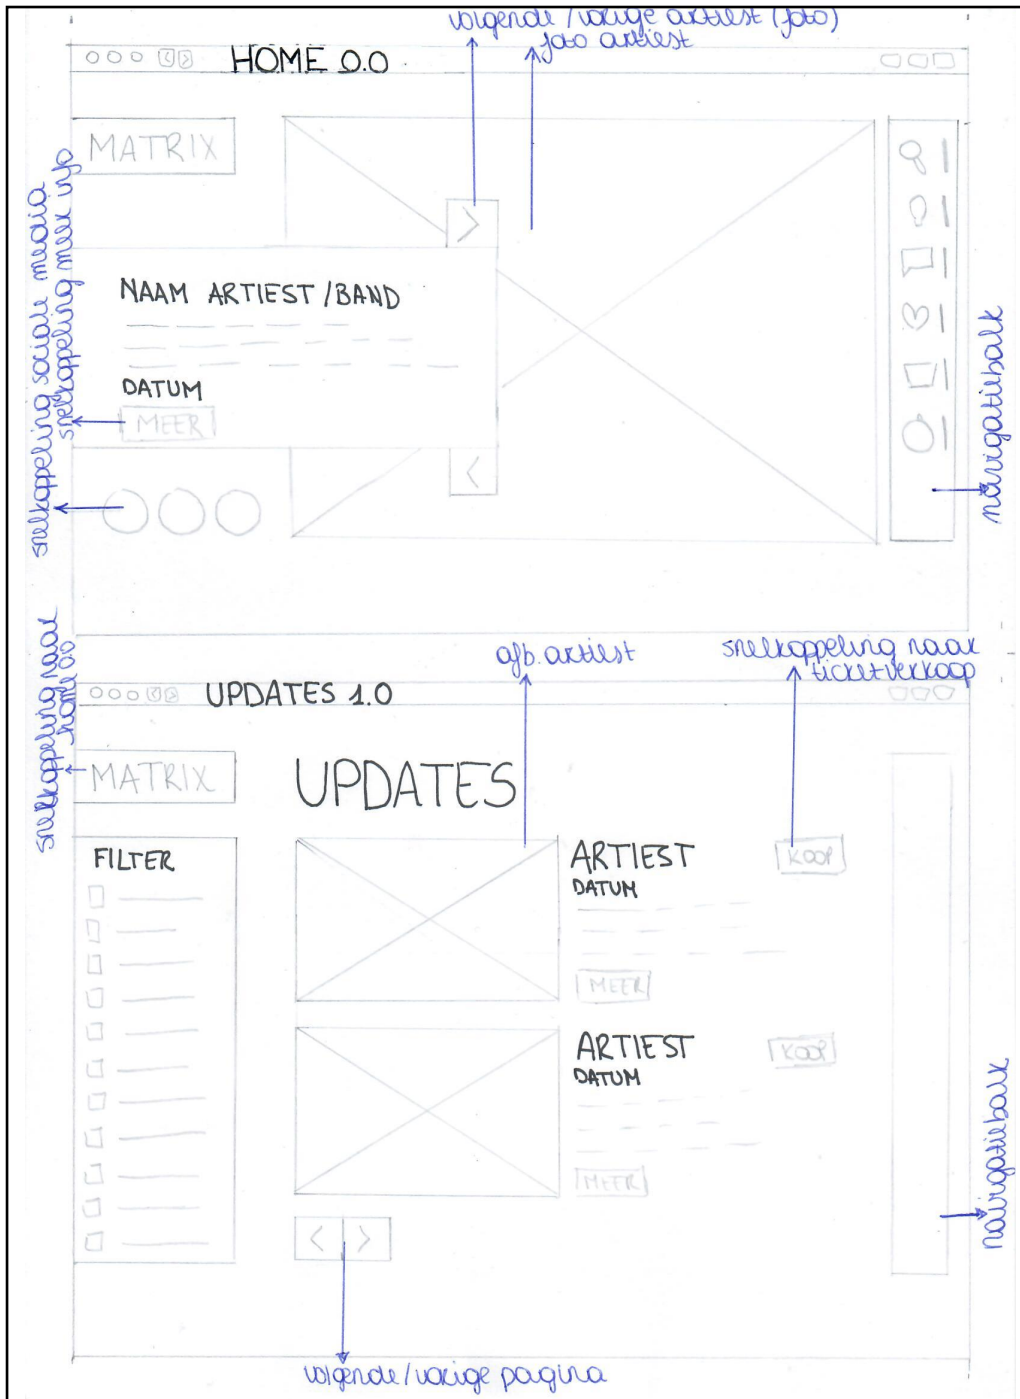 volgende/vorige artiest (foto)
foto artiest
HOME 0.0
MATRIX
snelkoppeling sociale media
snelkoppeling meer info
NAAM ARTIEST/BAND
DATUM
MEER
navigatiebalk
afb. artiest
snelkoppeling naar
ticketverkoop
snelkoppeling naar
home 0.0
UPDATES 1.0
MATRIX
UPDATES
FILTER
ARTIEST
KOOP
DATUM
MEER
ARTIEST
KOOP
DATUM
MEER
navigatiebalk
volgende/vorige pagina